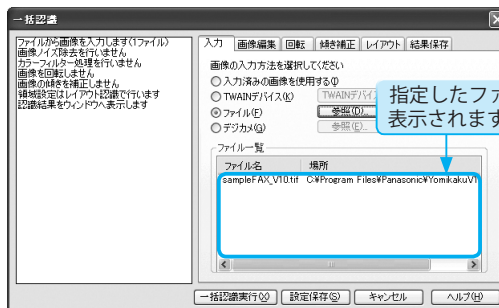 一括認識
ファイルから画像を入力します(1ファイル)
画像ノイズ除去を行いません
カラーフィルター処理を行いません
画像を回転しません
画像の傾きを補正しません
領域設定はレイアウト認識で行います
認識結果をウィンドウへ表示します
入力 画像編集 回転 傾き補正 レイアウト 結果保存
画像の入力方法を選択してください
入力済みの画像を使用する(I)
TWAINデバイス(K) TWAINデバイ
ファイル(F) 参照(D)...
デジカメ(G) 参照(E)...
指定したファ
表示されます
ファイル一覧
ファイル名 場所
sampleFAX_V10.tif C:¥Program Files¥Panasonic¥YomikakuV1
一括認識実行(X) 設定保存(S) キャンセル ヘルプ(H)